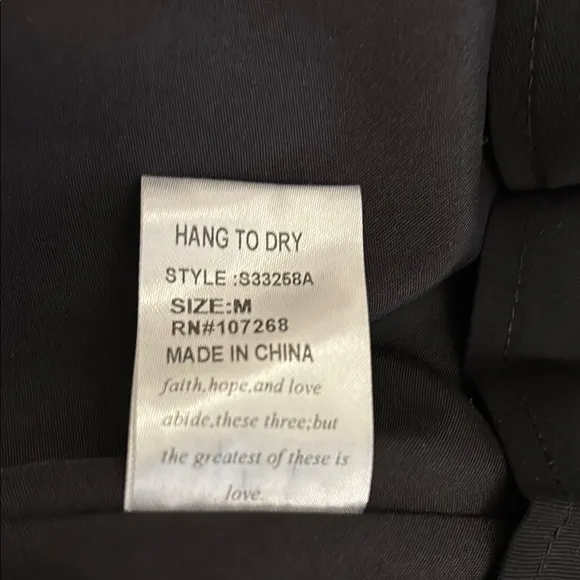 HANG TO DRY
STYLE :S33258A
SIZE:M
RN#107268
MADE IN CHINA
faith,hope,and love
abide,these three;but
the greatest of these is
love.